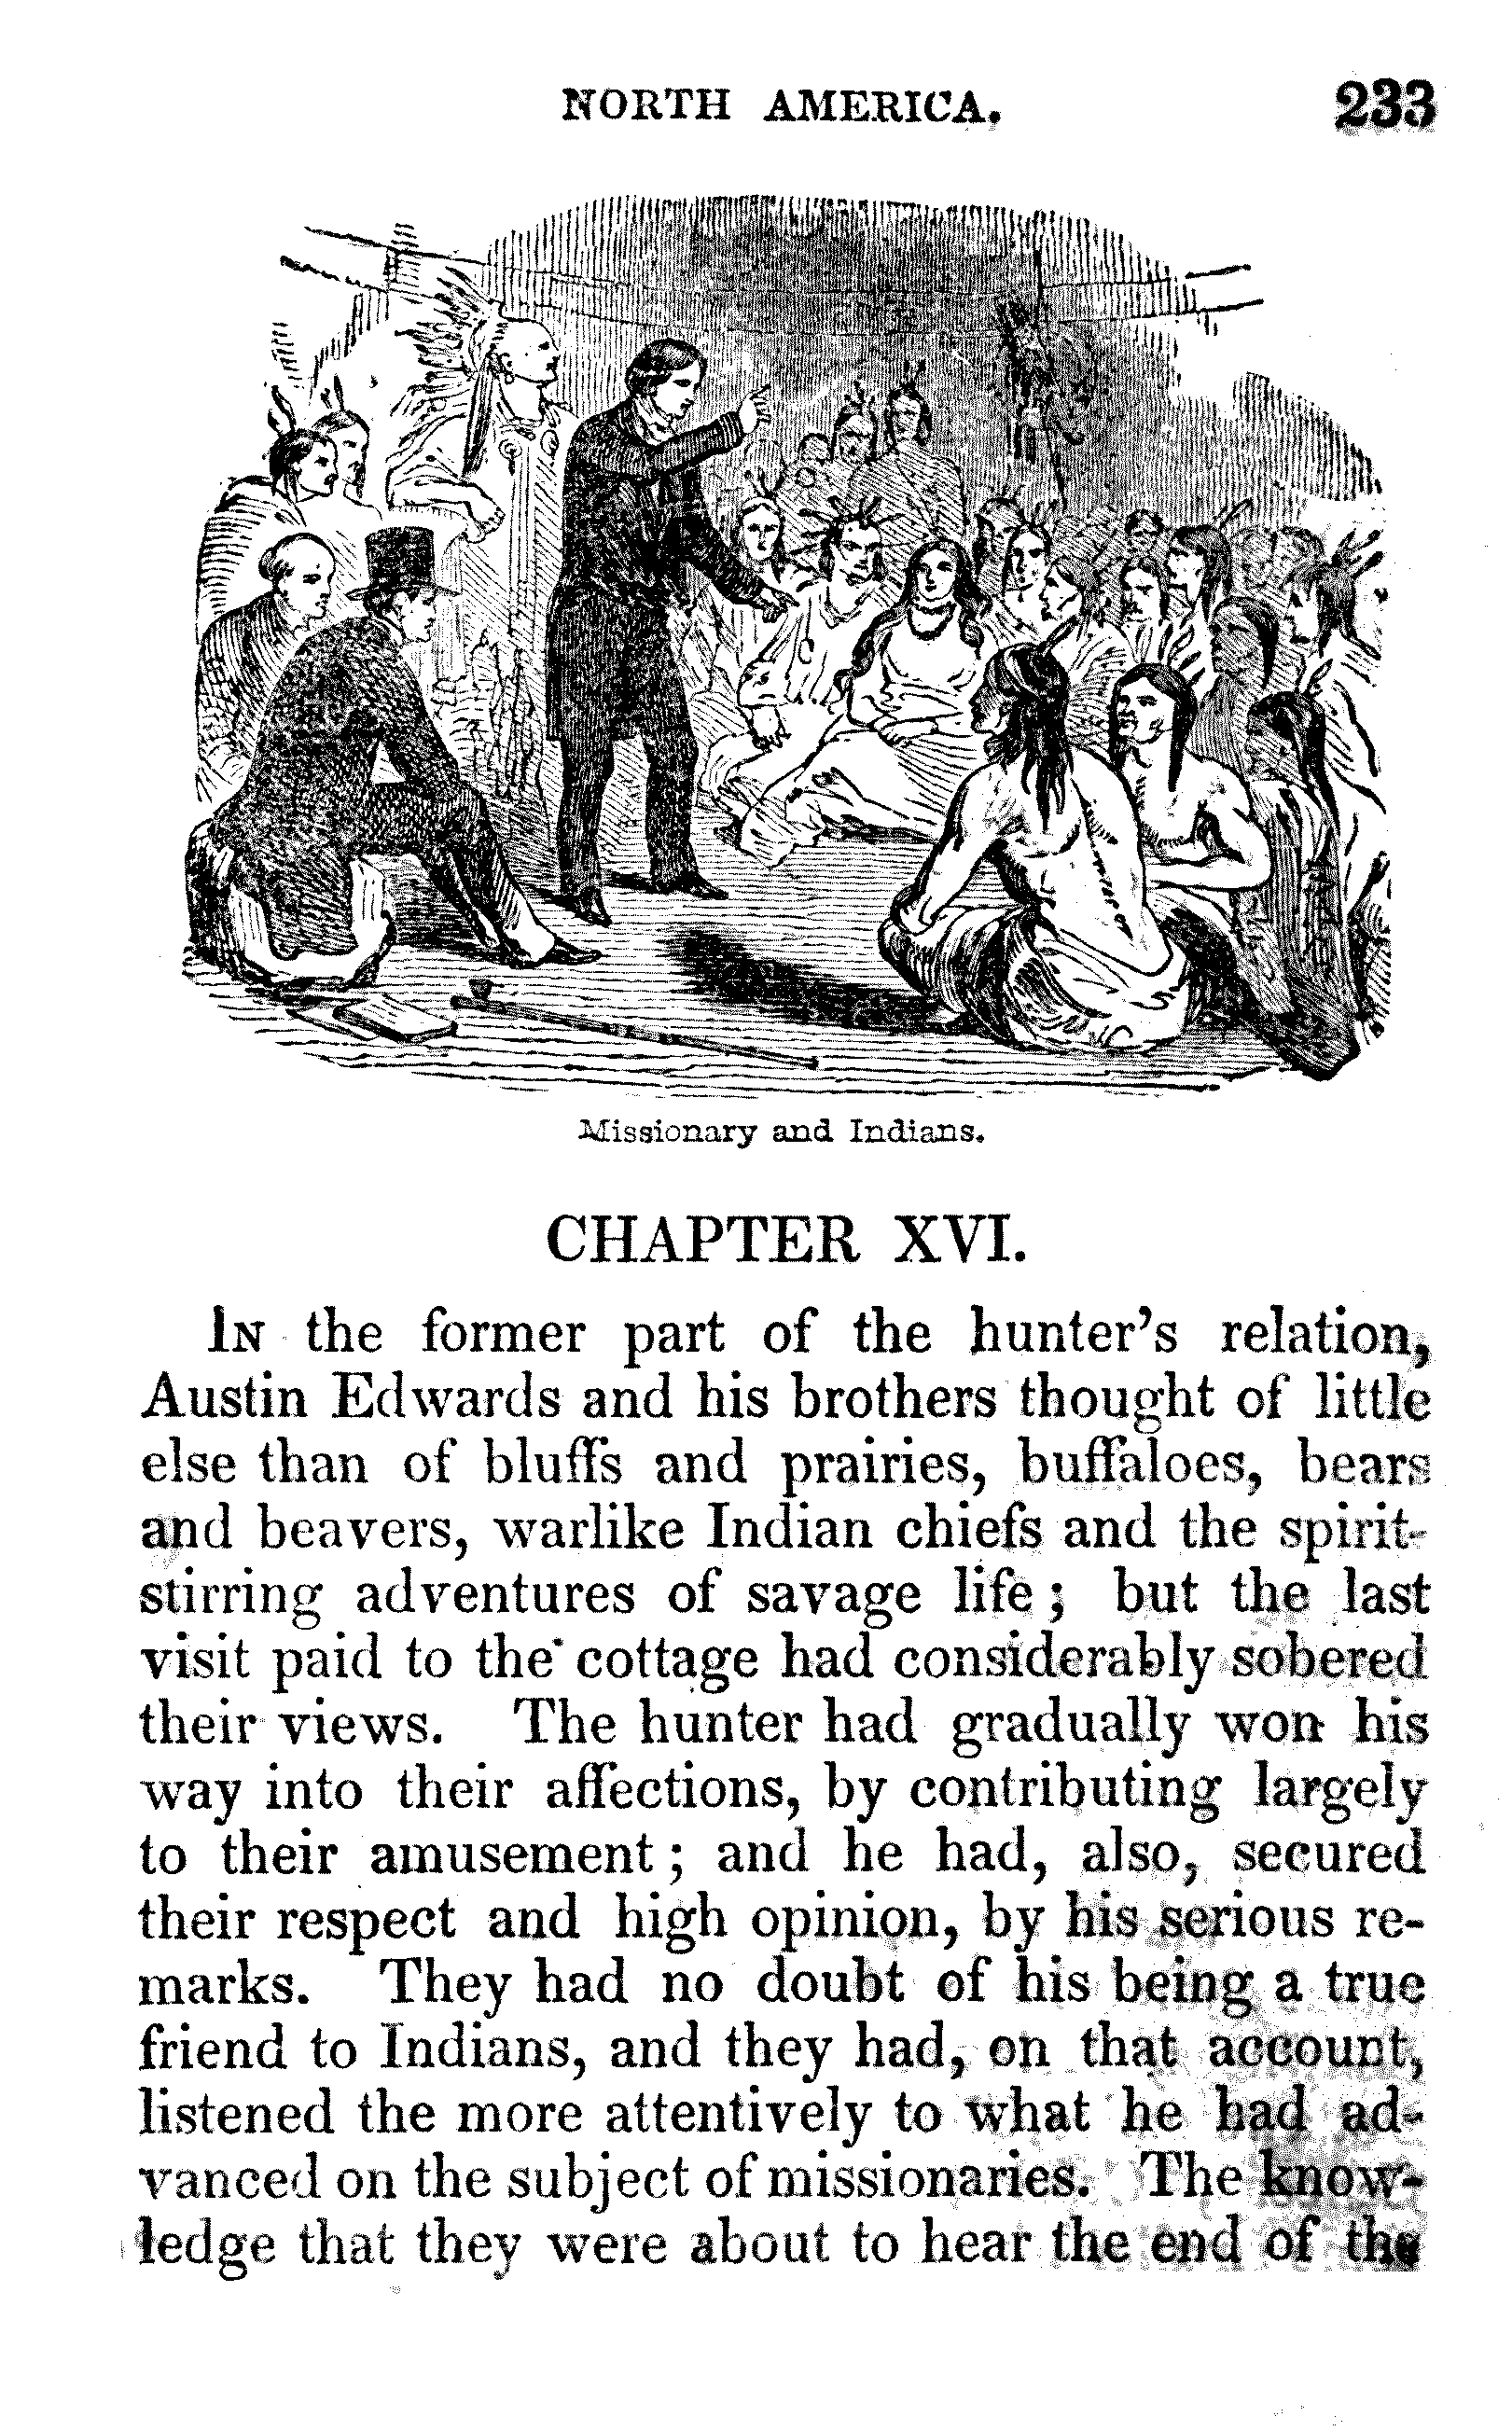 NORTH AMERICA. 233
Missionary and Indians.
CHAPTER XVI.
In the former part of the hunter's relation,
Austin Edwards and his brothers thought of little
else than of bluffs and prairies, buffaloes, bears
and beavers, warlike Indian chiefs and the spirit-
stirring adventures of savage life; but the last
visit paid to the cottage had considerably sobered
their views. The hunter had gradually won his
way into their affections, by contributing largely
to their amusement; and he had, also, secured
their respect and high opinion, by his serious re-
marks. They had no doubt of his being a true
friend to Indians, and they had, on that account,
listened the more attentively to what he had ad-
vanced on the subject of missionaries. The know-
ledge that they were about to hear the end of the